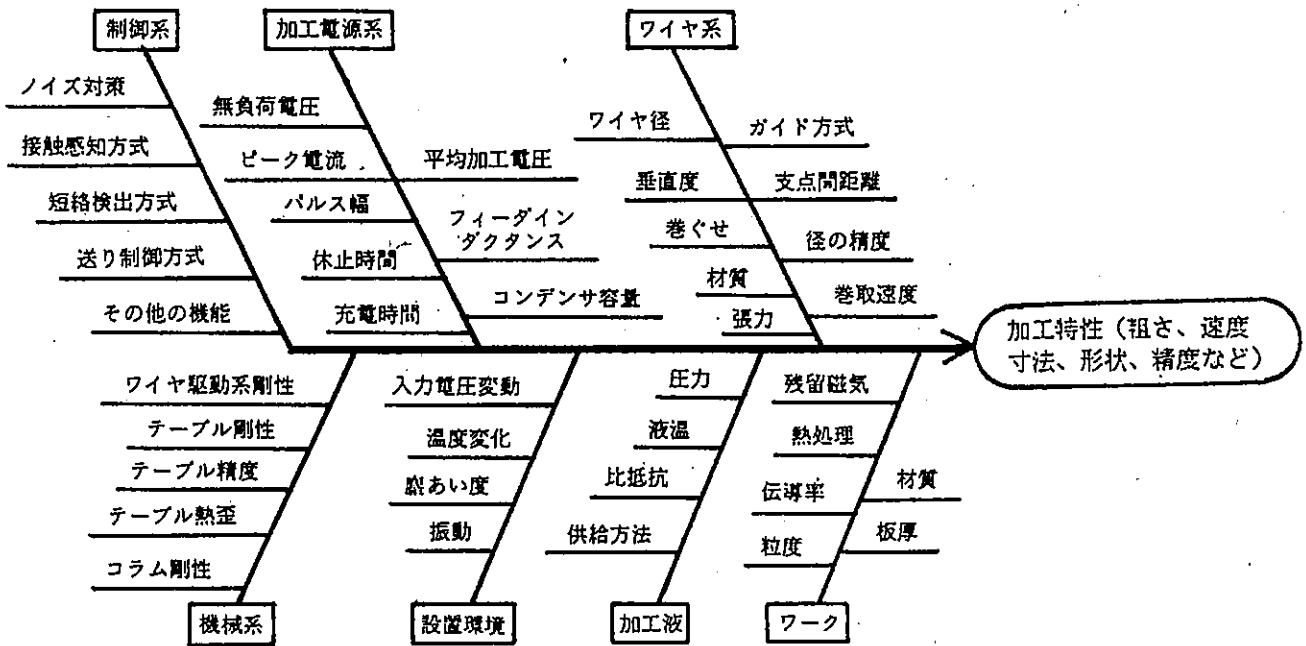 制御系
加工電源系
ワイヤ系
ノイズ対策
接触感知方式
短絡検出方式
送り制御方式
その他の機能
無負荷電圧
ピーク電流
パルス幅
休止時間
充電時間
平均加工電圧
フィーダイン
ダクタンス
コンデンサ容量
ワイヤ径
垂直度
巻ぐせ
材質
張力
ガイド方式
支点間距離
径の精度
巻取速度
加工特性（粗さ、速度
寸法、形状、精度など）
ワイヤ駆動系剛性
テーブル剛性
テーブル精度
テーブル熱歪
コラム剛性
入力電圧変動
温度変化
塵あい度
振動
圧力
液温
比抵抗
供給方法
残留磁気
熱処理
伝導率
粒度
材質
板厚
機械系
設置環境
加工液
ワーク